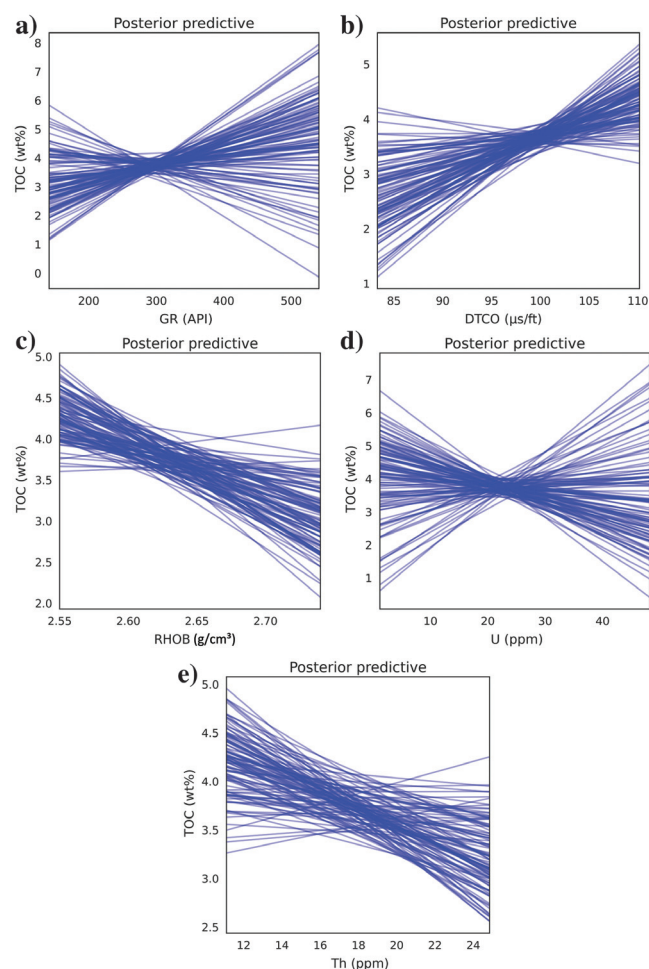 a)
Posterior predictive
8
7
6
5
4
3
2
1
0
TOC (wt%)
200 300 400 500
GR (API)
b)
Posterior predictive
5
4
3
2
1
TOC (wt%)
85 90 95 100 105 110
DTCO (µs/ft)
c)
Posterior predictive
5.0
4.5
4.0
3.5
3.0
2.5
2.0
TOC (wt%)
2.55 2.60 2.65 2.70
RHOB (g/cm³)
d)
Posterior predictive
7
6
5
4
3
2
1
TOC (wt%)
10 20 30 40
U (ppm)
e)
Posterior predictive
5.0
4.5
4.0
3.5
3.0
2.5
TOC (wt%)
12 14 16 18 20 22 24
Th (ppm)